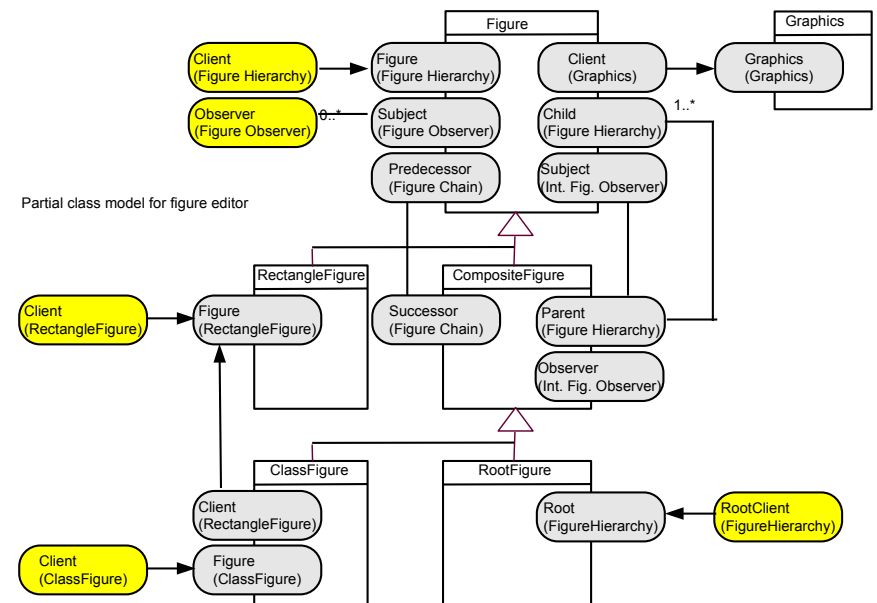 Figure
Graphics
Client
(Figure Hierarchy)
Figure
(Figure Hierarchy)
Client
(Graphics)
Graphics
(Graphics)
Observer
(Figure Observer)
0..*
Subject
(Figure Observer)
Child
(Figure Hierarchy)
1..*
Predecessor
(Figure Chain)
Subject
(Int. Fig. Observer)
Partial class model for figure editor
RectangleFigure
CompositeFigure
Client
(RectangleFigure)
Figure
(RectangleFigure)
Successor
(Figure Chain)
Parent
(Figure Hierarchy)
Observer
(Int. Fig. Observer)
ClassFigure
RootFigure
Client
(RectangleFigure)
Root
(FigureHierarchy)
RootClient
(FigureHierarchy)
Client
(ClassFigure)
Figure
(ClassFigure)